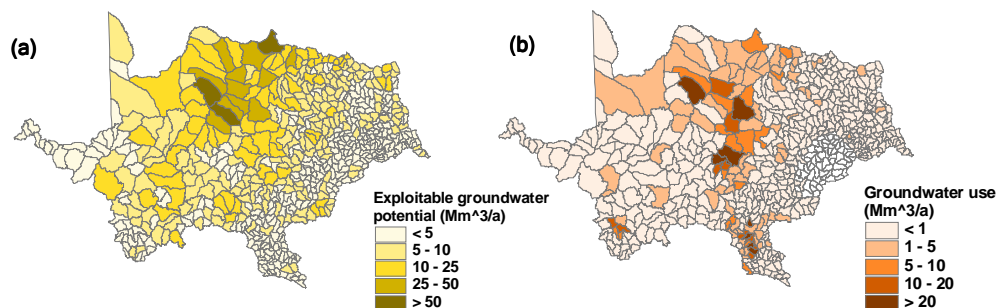 (a)
Exploitable groundwater
potential (Mm^3/a)
< 5
5 - 10
10 - 25
25 - 50
> 50
(b)
Groundwater use
(Mm^3/a)
< 1
1 - 5
5 - 10
10 - 20
> 20